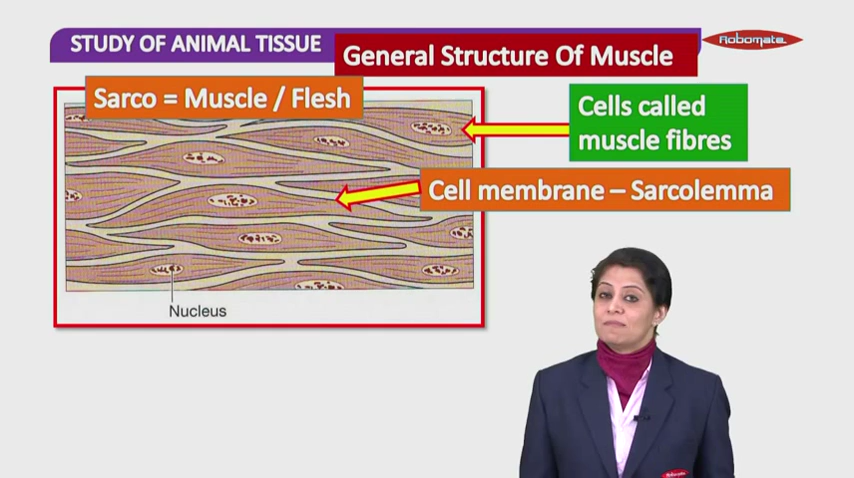 STUDY OF ANIMAL TISSUE
General Structure Of Muscle
Robomate
Sarco = Muscle / Flesh
Cells called
muscle fibres
Cell membrane – Sarcolemma
Nucleus